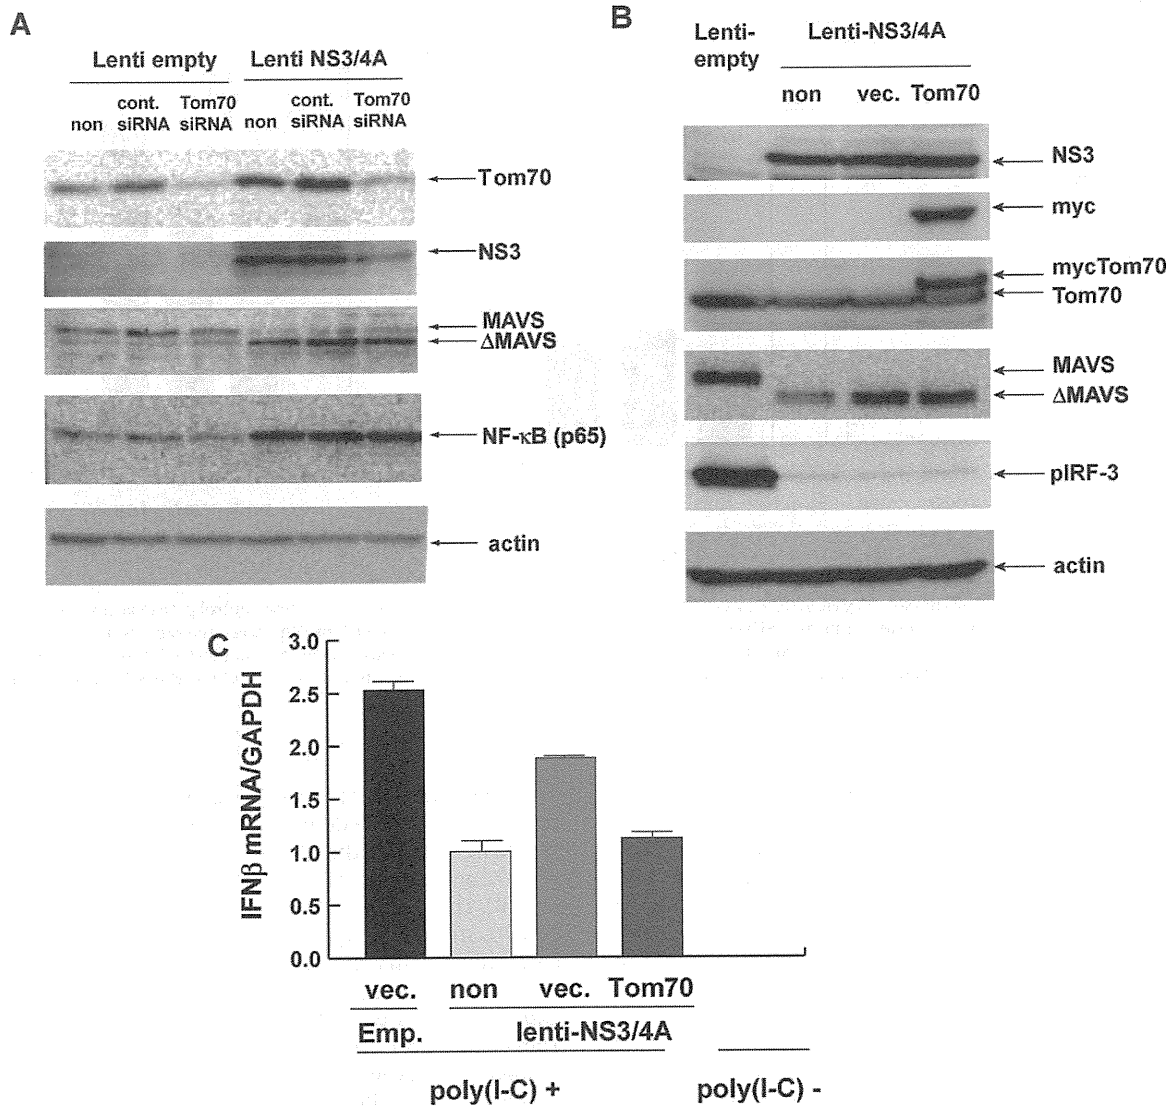 A
Lenti empty
Lenti NS3/4A
non
cont. siRNA
Tom70 siRNA
non
cont. siRNA
Tom70 siRNA
Tom70
NS3
MAVS
ΔMAVS
NF-κB (p65)
actin
B
Lenti-
empty
Lenti-NS3/4A
non vec. Tom70
NS3
myc
mycTom70
Tom70
MAVS
ΔMAVS
pIRF-3
actin
C
IFNβ mRNA/GAPDH
3.0
2.5
2.0
1.5
1.0
0.5
0.0
vec. non vec. Tom70
Emp. lenti-NS3/4A
poly(I-C) + poly(I-C) -